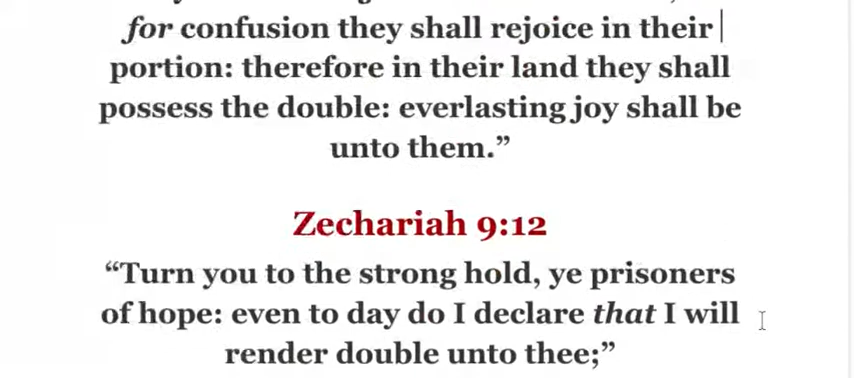 for confusion they shall rejoice in their
portion: therefore in their land they shall
possess the double: everlasting joy shall be
unto them.”
Zechariah 9:12
“Turn you to the strong hold, ye prisoners
of hope: even to day do I declare that I will
render double unto thee;”